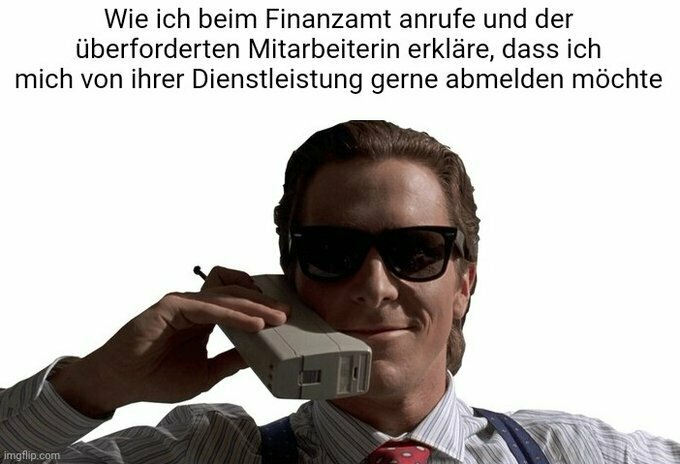 Wie ich beim Finanzamt anrufe und der
überforderten Mitarbeiterin erkläre, dass ich
mich von ihrer Dienstleistung gerne abmelden möchte
imgflip.com